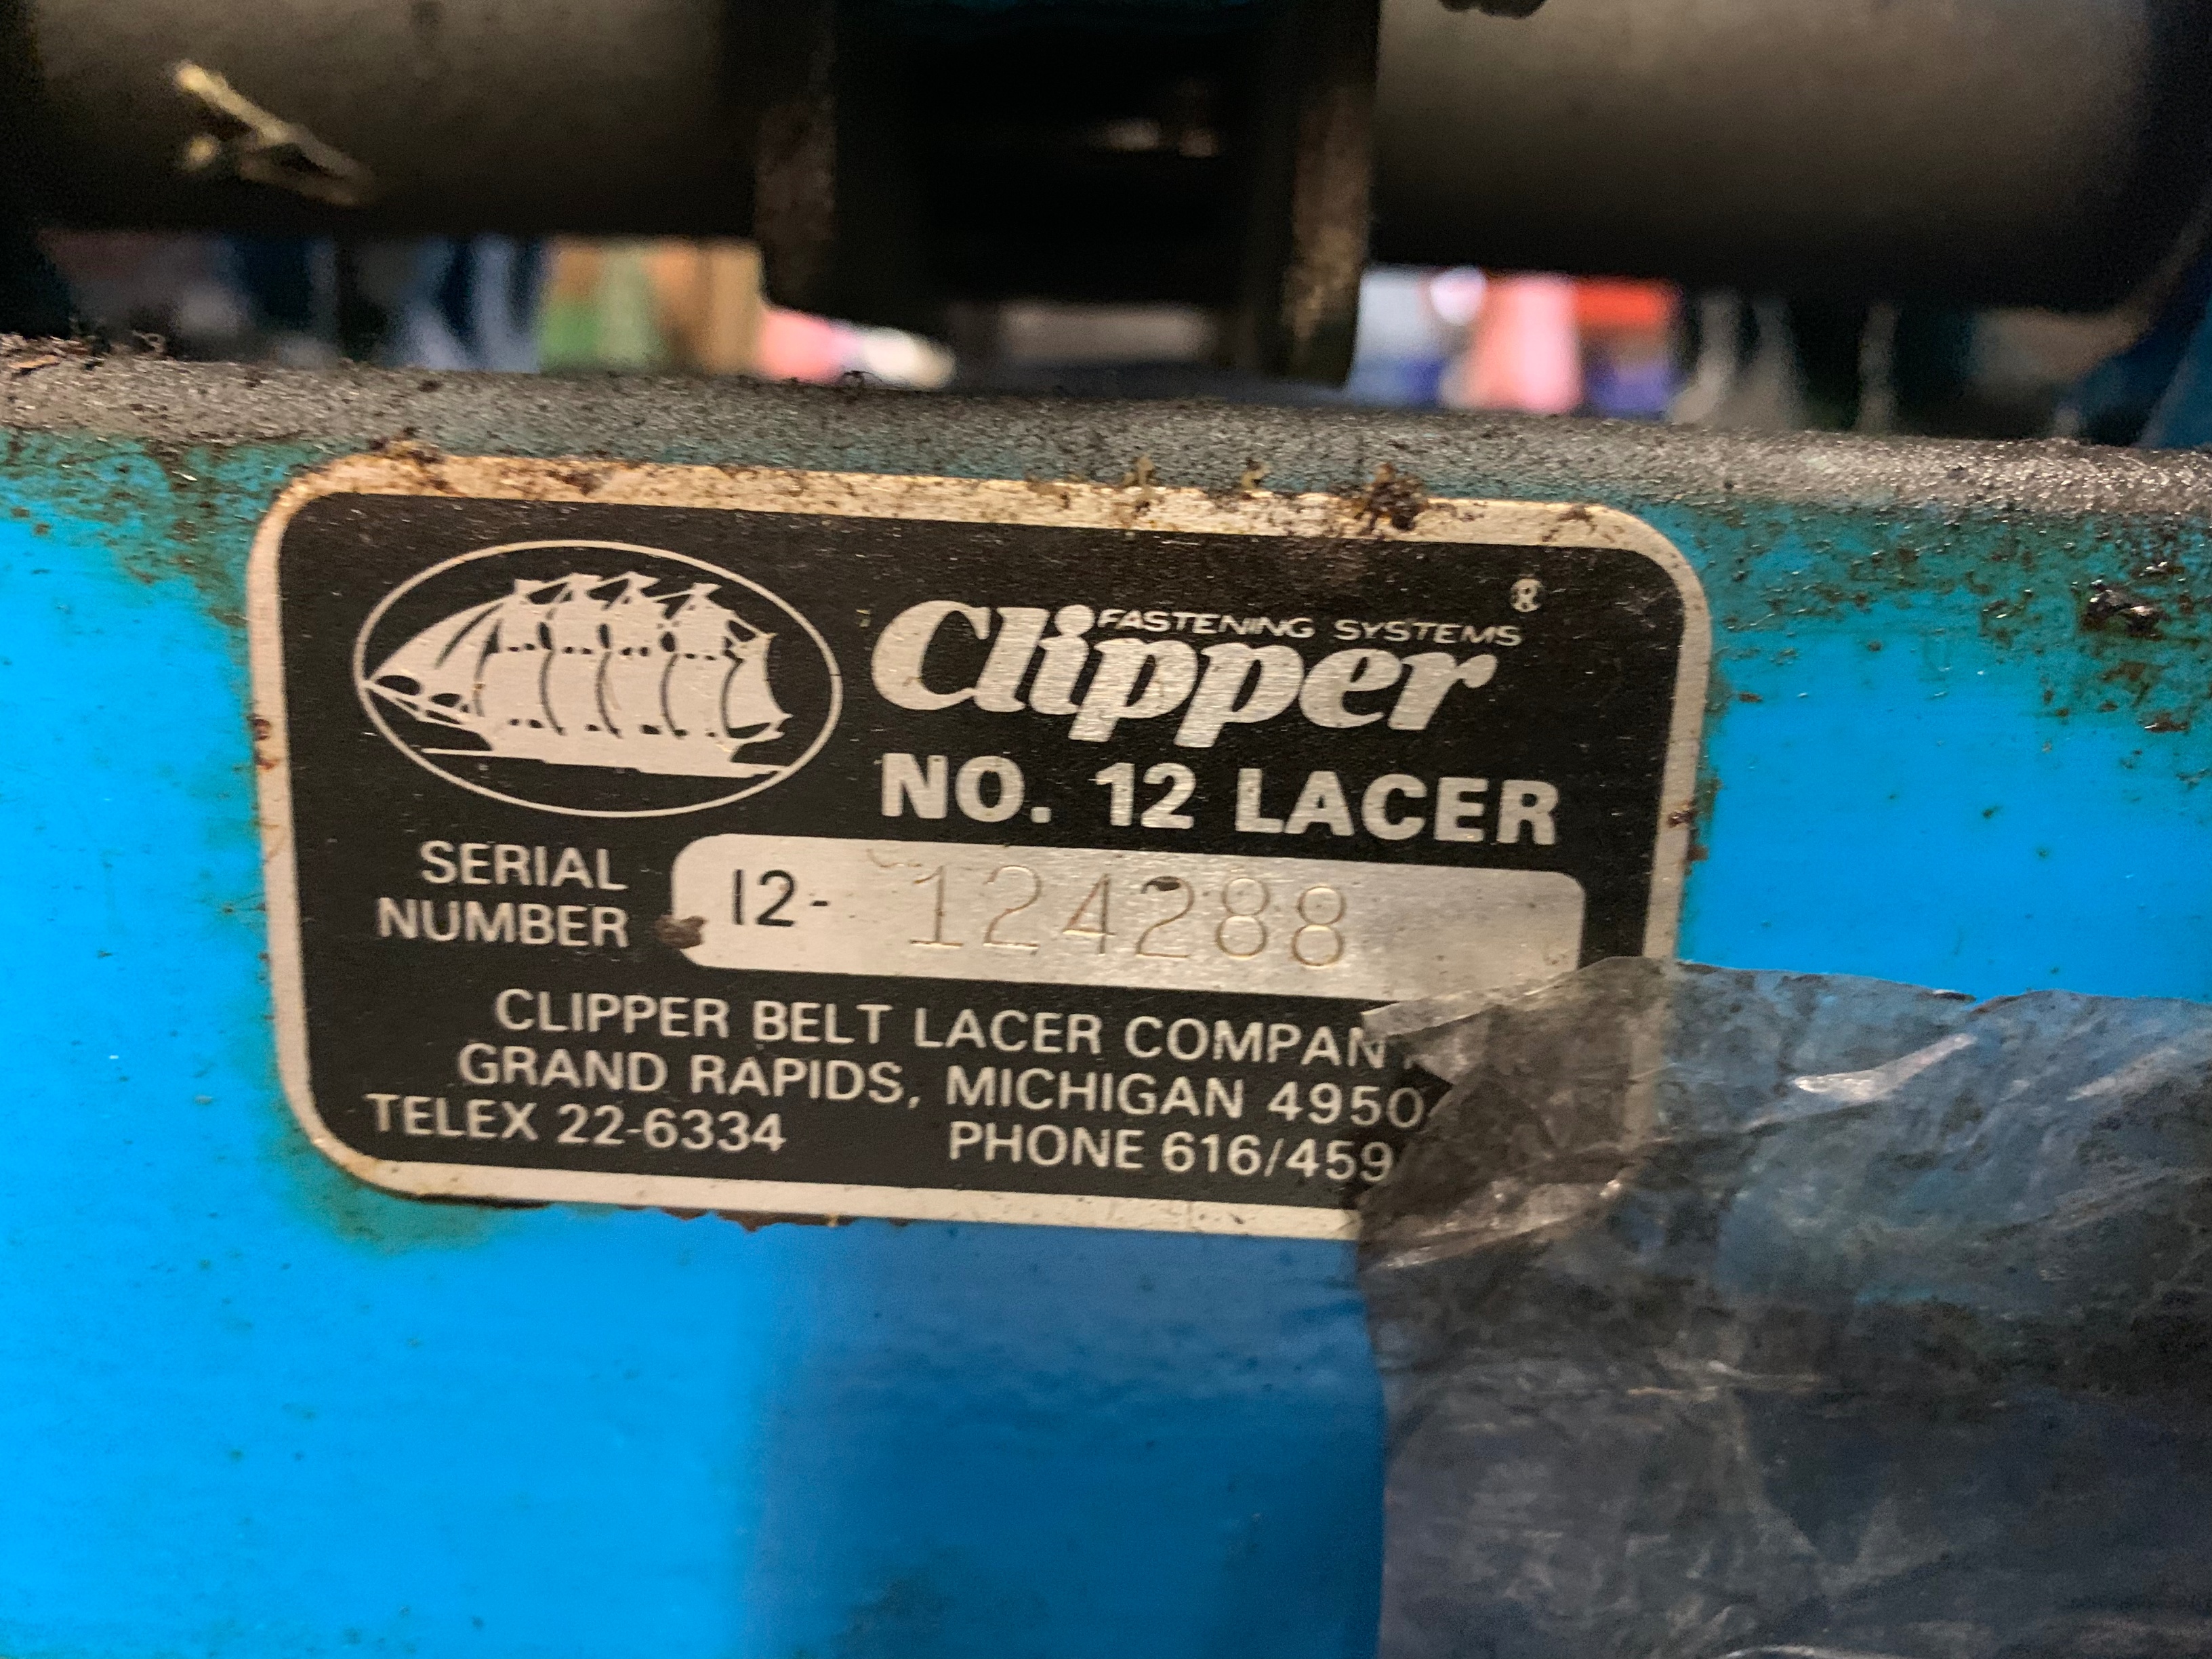 FASTENING SYSTEMS ®
Clipper
NO. 12 LACER
SERIAL
NUMBER
12- 124288
CLIPPER BELT LACER
GRAND RAPIDS, MICHIGAN
TELEX 22-6334 PHONE